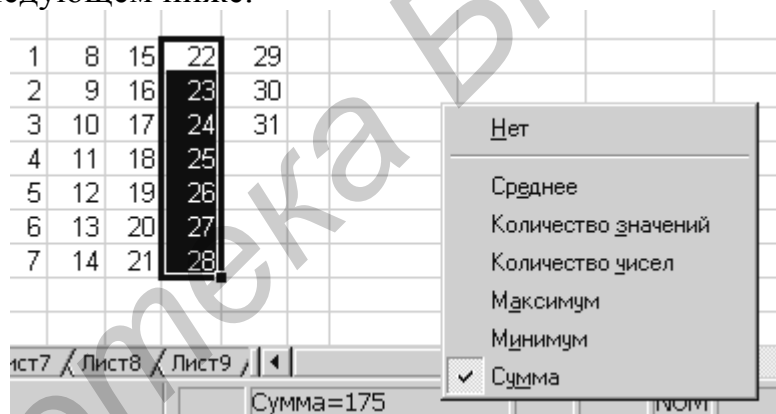 1 8 15 22 29
2 9 16 23 30
3 10 17 24 31
4 11 18 25
5 12 19 26
6 13 20 27
7 14 21 28
Нет
Среднее
Количество значений
Количество чисел
Максимум
Минимум
Сумма
Лист8 Лист9
Сумма=175
NUM